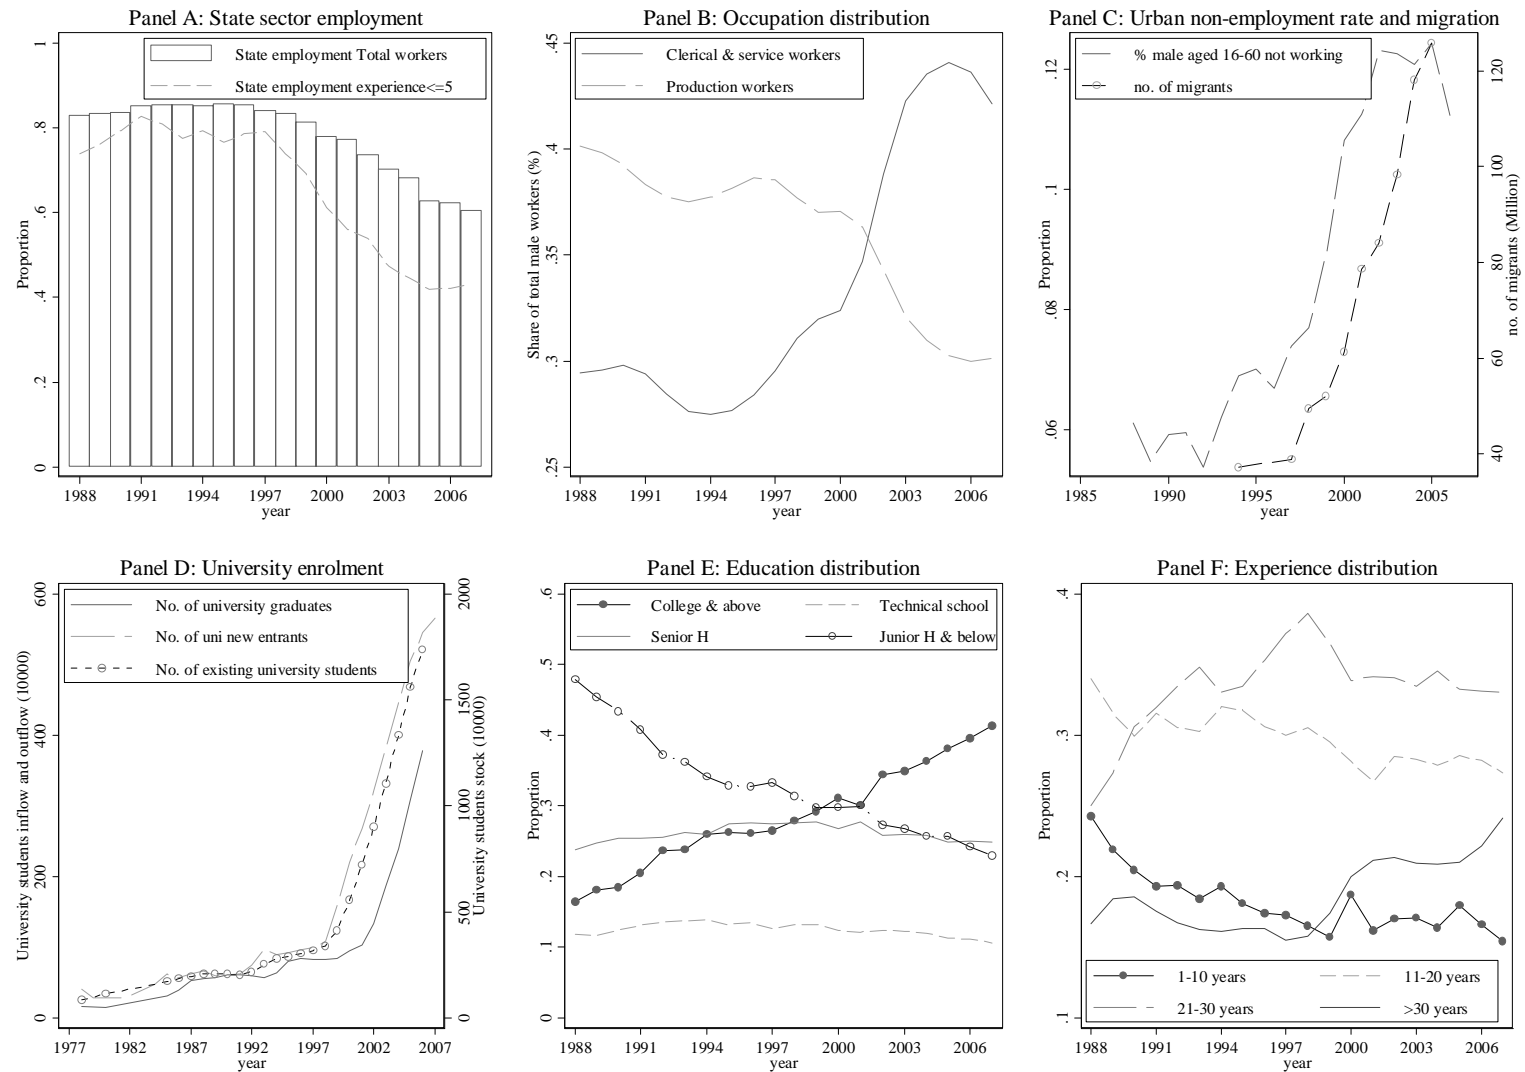 Panel A: State sector employment
State employment Total workers
State employment experience<=5
Proportion
1
.8
.6
.4
.2
0
1988 1991 1994 1997 2000 2003 2006
year
Panel B: Occupation distribution
Clerical & service workers
Production workers
Share of total male workers (%)
.45
.4
.35
.3
.25
1988 1991 1994 1997 2000 2003 2006
year
Panel C: Urban non-employment rate and migration
% male aged 16-60 not working
no. of migrants
Proportion
.12
.1
.08
.06
no. of migrants (Million)
120
100
80
60
40
1985 1990 1995 2000 2005
year
Panel D: University enrolment
No. of university graduates
No. of uni new entrants
No. of existing university students
University students inflow and outflow (10000)
600
400
200
0
University students stock (10000)
2000
1500
1000
500
0
1977 1982 1987 1992 1997 2002 2007
year
Panel E: Education distribution
College & above Technical school
Senior H Junior H & below
Proportion
.6
.5
.4
.3
.2
.1
0
1988 1991 1994 1997 2000 2003 2006
year
Panel F: Experience distribution
Proportion
.4
.3
.2
.1
1-10 years 11-20 years
21-30 years >30 years
1988 1991 1994 1997 2000 2003 2006
year